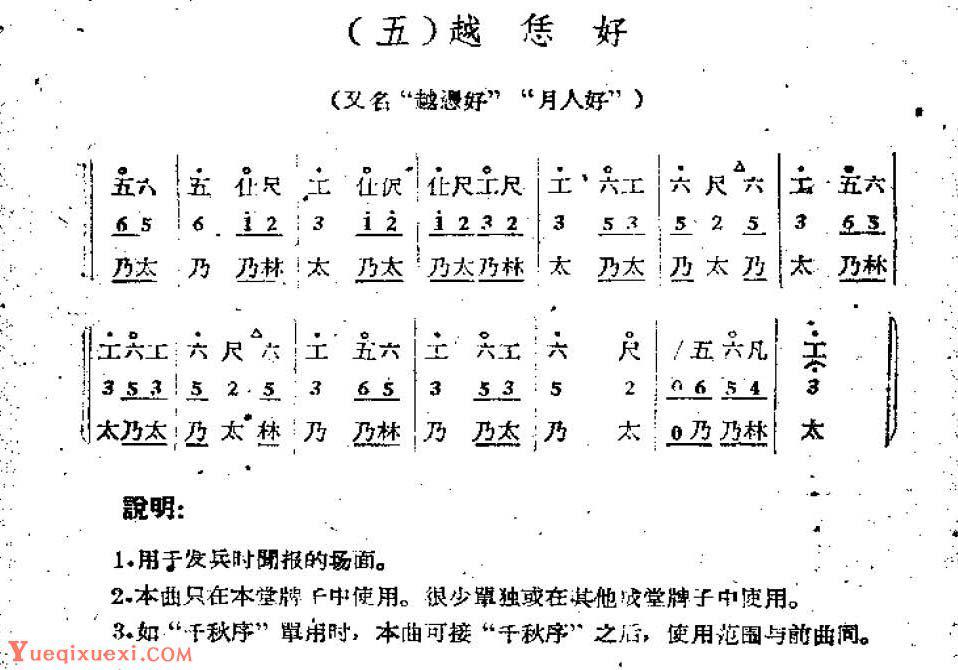 （五）越恁好
（又名“越憑好”“月人好”）
五六 五 仩尺 工 仩伬 仩尺工尺 工 六工 六 尺 六 工 五六
6 5 6 i 2 3 i 2 i 2 3 2 3 5 3 5 2 5 3 6 5
乃太 乃 乃林 太 乃太 乃太乃林 太 乃太 乃 太 乃 太 乃林
工六工 六 尺 六 工 五六 工 六工 六 尺 /五六凡 工
3 5 3 5 2 5 3 6 5 3 5 3 5 2 0 6 5 4 3
太乃太 乃 太 林 乃 乃林 乃 乃太 乃 太 0乃乃林 太
說明：
1.用于发兵时聞报的场面。
2.本曲只在本堂牌子中使用。很少單独或在其他成堂牌子中使用。
3.如“千秋序”單用时，本曲可接“千秋序”之后，使用范围与前曲同。
Yueqixuexi.com（乐器学习网）